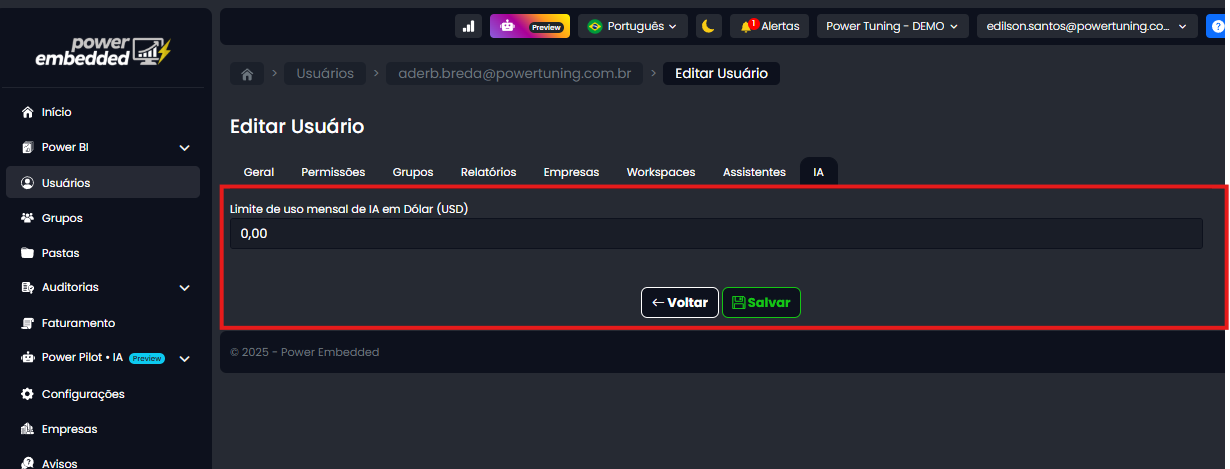 power
embedded
Preview
Português
1
Alertas
Power Tuning - DEMO
edilson.santos@powertuning.co...
?
> Usuários > aderb.breda@powertuning.com.br > Editar Usuário
Editar Usuário
Geral Permissões Grupos Relatórios Empresas Workspaces Assistentes IA
Limite de uso mensal de IA em Dólar (USD)
0,00
← Voltar
Salvar
© 2025 - Power Embedded
Início
Power BI
Usuários
Grupos
Pastas
Auditorias
Faturamento
Power Pilot • IA Preview
Configurações
Empresas
Avisos